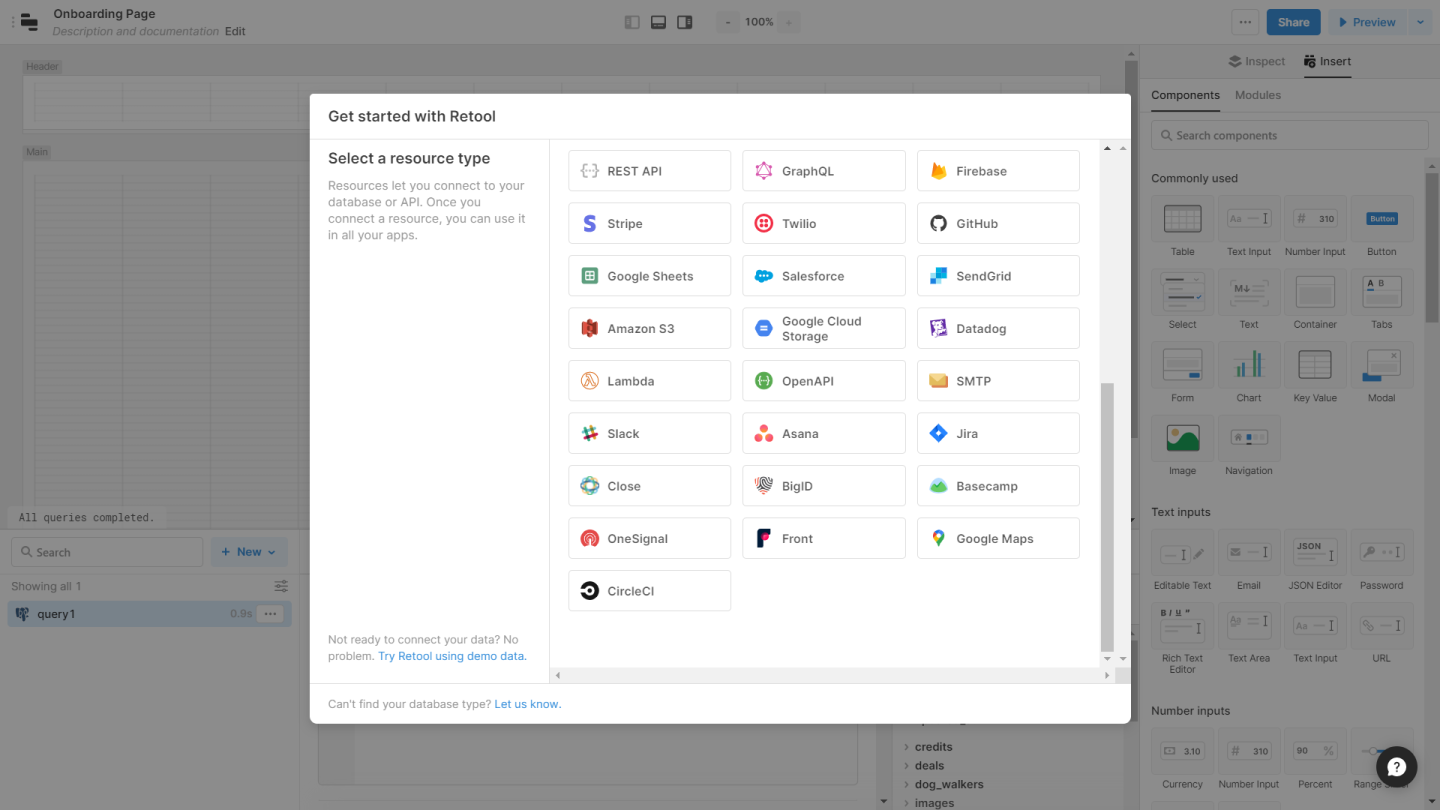 Onboarding Page
Description and documentation Edit
- 100% +
Share
Preview
Header
Main
Inspect
Insert
Components
Modules
Search components
Commonly used
Table
Text Input
310
Number Input
Button
Button
Select
Text
Container
A B
Tabs
Form
Chart
Key Value
Modal
Image
Navigation
Text inputs
Editable Text
Email
JSON
JSON Editor
Password
B I U "
Rich Text
Editor
Text Area
Text Input
URL
Number inputs
3.10
Currency
# 310
Number Input
90 %
Percent
Get started with Retool
Select a resource type
Resources let you connect to your
database or API. Once you
connect a resource, you can use it
in all your apps.
REST API
GraphQL
Firebase
Stripe
Twilio
GitHub
Google Sheets
Salesforce
SendGrid
Amazon S3
Google Cloud
Storage
Datadog
Lambda
OpenAPI
SMTP
Slack
Asana
Jira
Close
BigID
Basecamp
OneSignal
Front
Google Maps
CircleCI
Not ready to connect your data? No
problem. Try Retool using demo data.
Can't find your database type? Let us know.
All queries completed.
Search
+ New
Showing all 1
query1
0.9s
credits
deals
dog_walkers
images